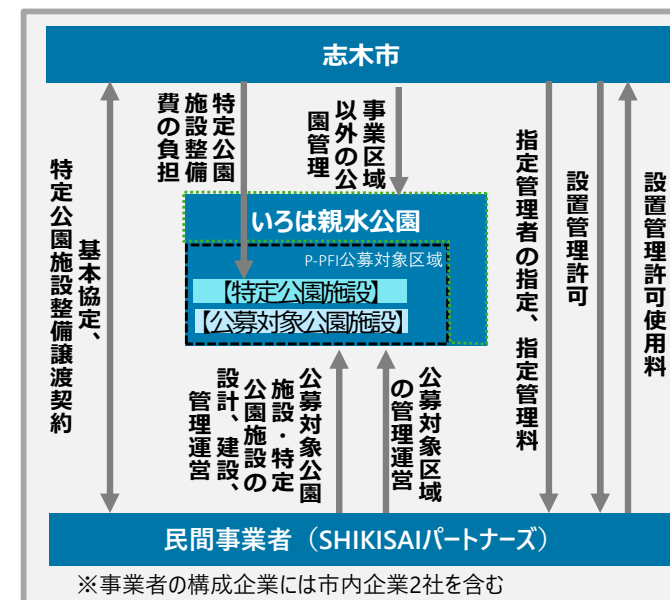 志木市
特定公園
施設整備
費の負担
事業区域
以外の公
園管理
基本協定、
特定公園施設整備譲渡契約
指定管理者の指定、指定管理料
設置管理許可
設置管理許可使用料
いろは親水公園
P-PFI公募対象区域
【特定公園施設】
【公募対象公園施設】
公募対象公園
施設・特定
公園施設の
設計、建設、
管理運営
公募対象区域
の管理運営
民間事業者（SHIKISAIパートナーズ）
※事業者の構成企業には市内企業2社を含む